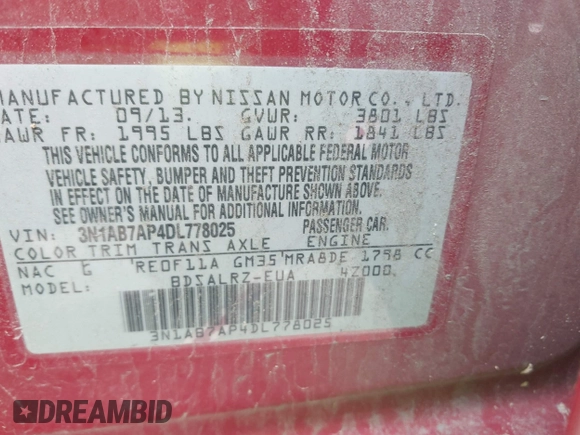 MANUFACTURED BY NISSAN MOTOR CO., LTD.
DATE: 09/13. GVWR: 3801 LBS
GAWR FR: 1995 LBS GAWR RR: 1841 LBS
THIS VEHICLE CONFORMS TO ALL APPLICABLE FEDERAL MOTOR
VEHICLE SAFETY, BUMPER AND THEFT PREVENTION STANDARDS
IN EFFECT ON THE DATE OF MANUFACTURE SHOWN ABOVE.
SEE OWNER'S MANUAL FOR ADDITIONAL INFORMATION.
VIN: 3N1AB7AP4DL778025 PASSENGER CAR.
COLOR TRIM TRANS AXLE ENGINE
NAC G RE0F11A GM35 MRA8DE 1798 CC
MODEL: BDSALRZ-EUA 4Z000.
3N1AB7AP4DL778025
DREAMBID